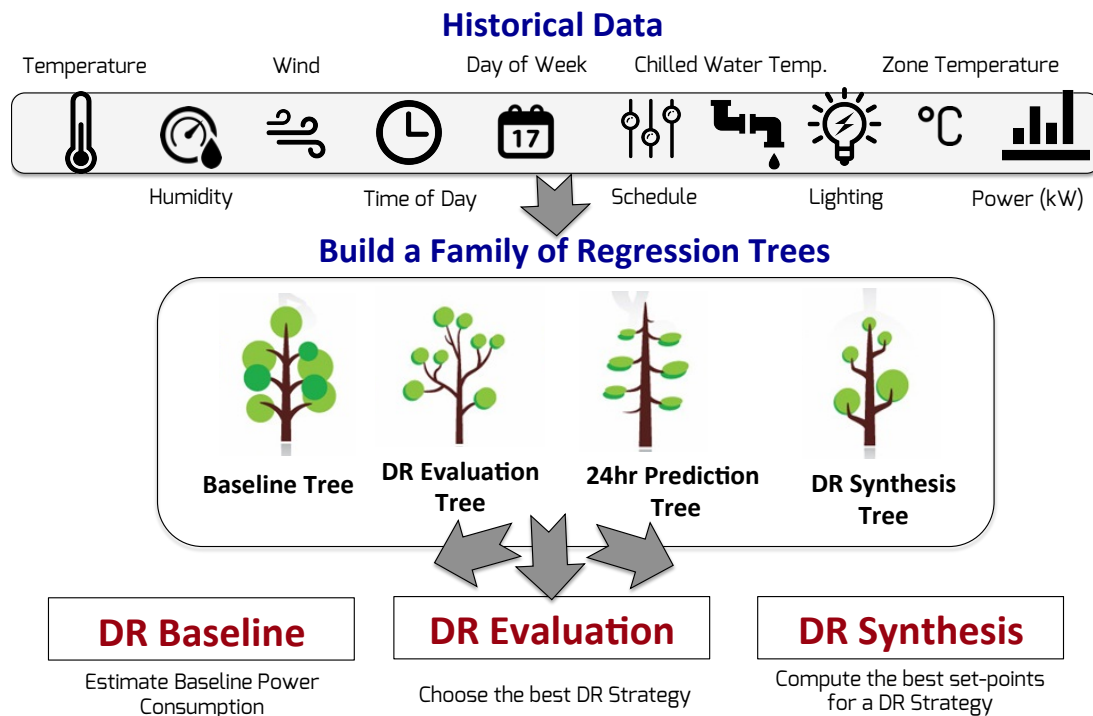 Historical Data
Temperature
Wind
Day of Week
Chilled Water Temp.
Zone Temperature
17
°C
Humidity
Time of Day
Schedule
Lighting
Power (kW)
Build a Family of Regression Trees
Baseline Tree
DR Evaluation
Tree
24hr Prediction
Tree
DR Synthesis
Tree
DR Baseline
DR Evaluation
DR Synthesis
Estimate Baseline Power
Consumption
Choose the best DR Strategy
Compute the best set-points
for a DR Strategy